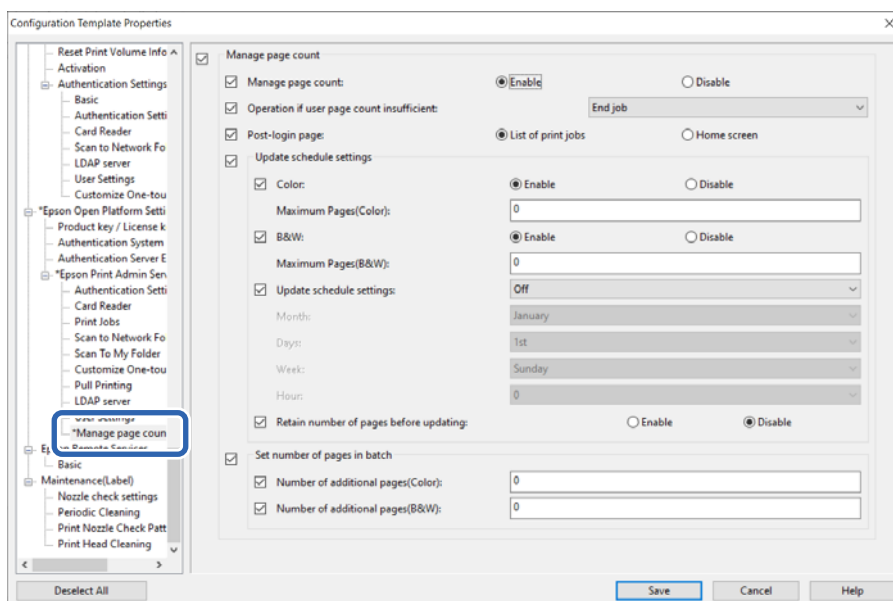 Configuration Template Properties
Reset Print Volume Info
Activation
Authentication Settings
Basic
Authentication Setti
Card Reader
Scan to Network Fo
LDAP server
User Settings
Customize One-tou
*Epson Open Platform Setti
Product key / License k
Authentication System
Authentication Server E
*Epson Print Admin Ser
Authentication Setti
Card Reader
Print Jobs
Scan to Network Fo
Scan To My Folder
Customize One-tou
Pull Printing
LDAP server
User Settings
*Manage page coun
Epson Remote Services
Basic
Maintenance(Label)
Nozzle check settings
Periodic Cleaning
Print Nozzle Check Patt
Print Head Cleaning
Manage page count
Manage page count: Enable Disable
Operation if user page count insufficient: End job
Post-login page: List of print jobs Home screen
Update schedule settings
Color: Enable Disable
Maximum Pages(Color): 0
B&W: Enable Disable
Maximum Pages(B&W): 0
Update schedule settings: Off
Month: January
Days: 1st
Week: Sunday
Hour: 0
Retain number of pages before updating: Enable Disable
Set number of pages in batch
Number of additional pages(Color): 0
Number of additional pages(B&W): 0
Deselect All Save Cancel Help